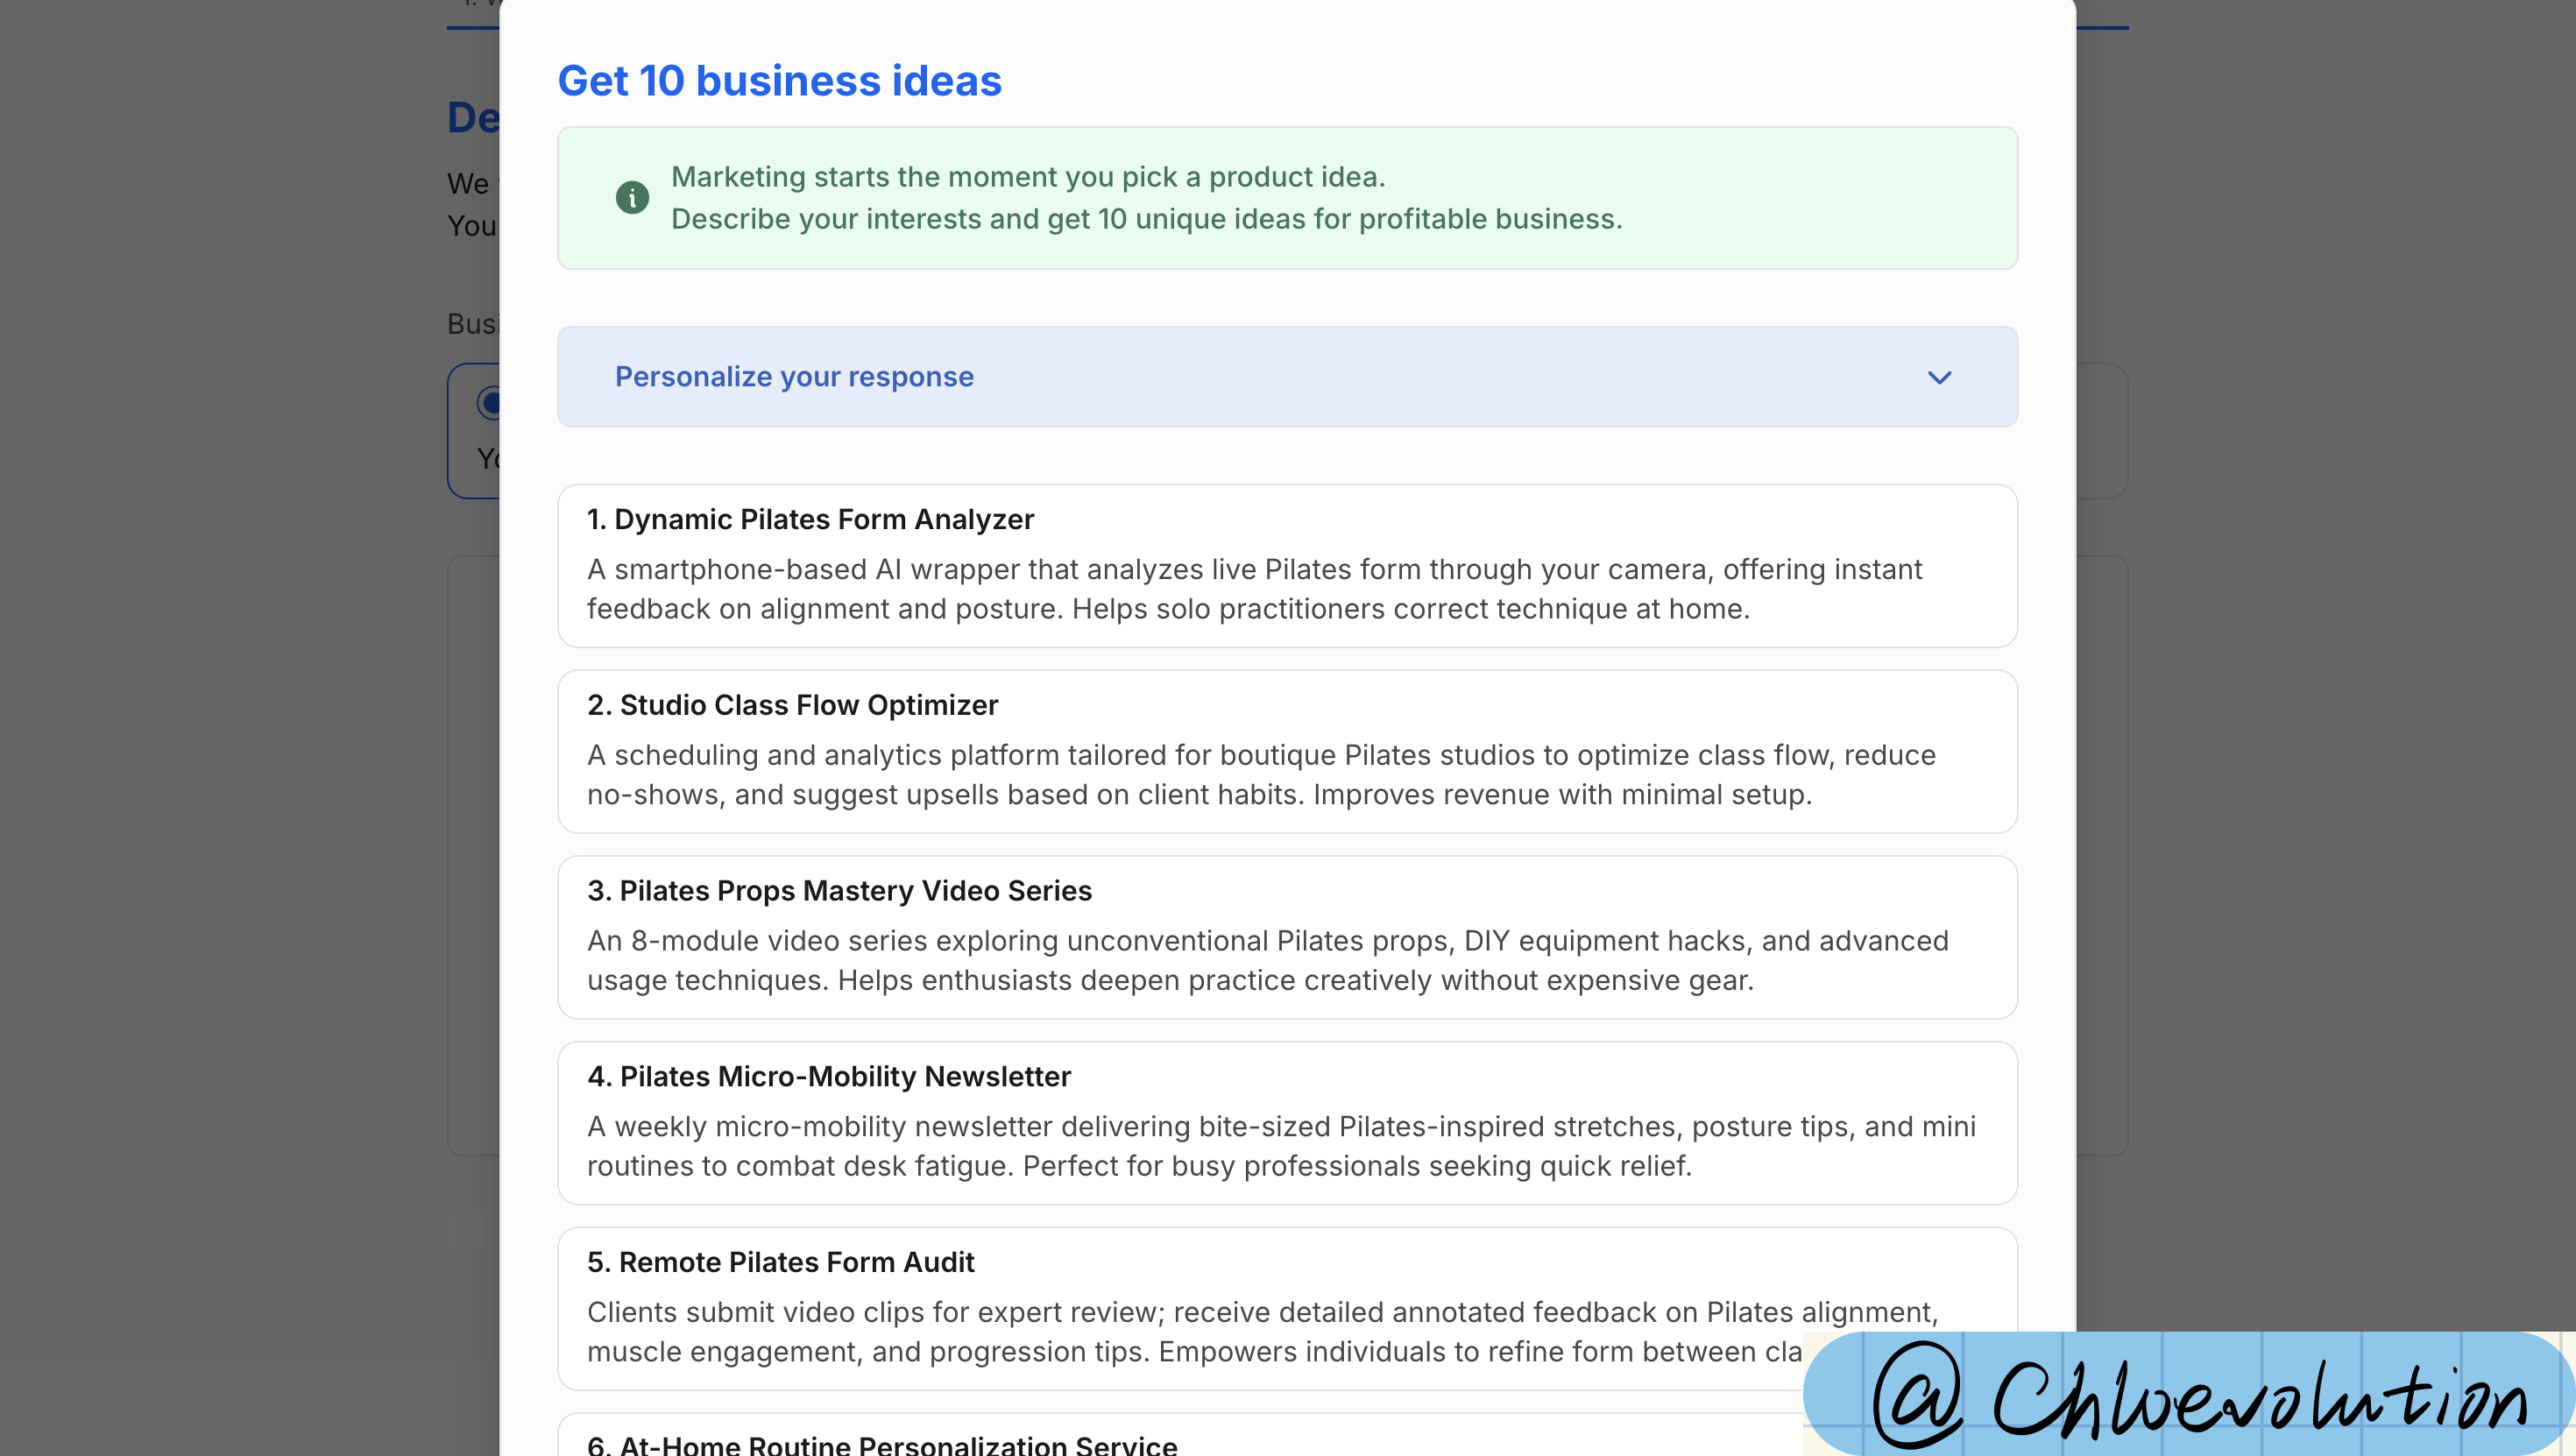 De
We
You
Get 10 business ideas
Marketing starts the moment you pick a product idea.
Describe your interests and get 10 unique ideas for profitable business.
Busi
Personalize your response
1. Dynamic Pilates Form Analyzer
A smartphone-based AI wrapper that analyzes live Pilates form through your camera, offering instant
feedback on alignment and posture. Helps solo practitioners correct technique at home.
2. Studio Class Flow Optimizer
A scheduling and analytics platform tailored for boutique Pilates studios to optimize class flow, reduce
no-shows, and suggest upsells based on client habits. Improves revenue with minimal setup.
3. Pilates Props Mastery Video Series
An 8-module video series exploring unconventional Pilates props, DIY equipment hacks, and advanced
usage techniques. Helps enthusiasts deepen practice creatively without expensive gear.
4. Pilates Micro-Mobility Newsletter
A weekly micro-mobility newsletter delivering bite-sized Pilates-inspired stretches, posture tips, and mini
routines to combat desk fatigue. Perfect for busy professionals seeking quick relief.
5. Remote Pilates Form Audit
Clients submit video clips for expert review; receive detailed annotated feedback on Pilates alignment,
muscle engagement, and progression tips. Empowers individuals to refine form between cla
6. At-Home Routine Personalization Service
@Chloevolution